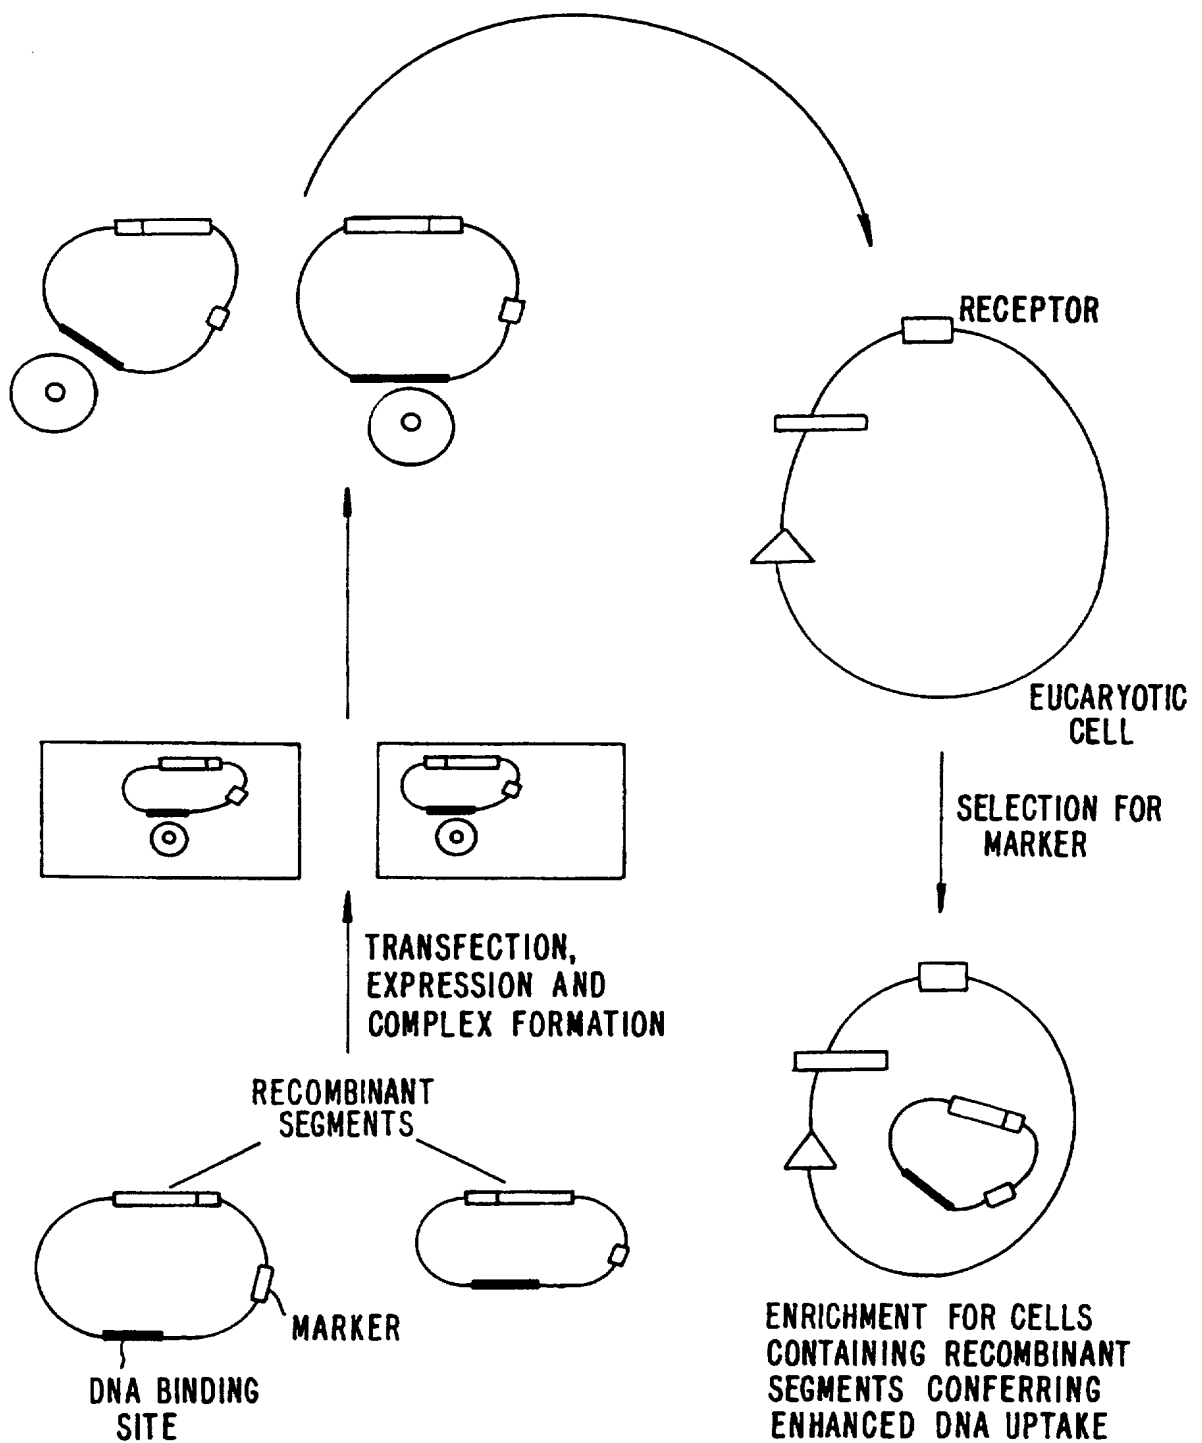 RECEPTOR
EUCARYOTIC
CELL
SELECTION FOR
MARKER
TRANSFECTION,
EXPRESSION AND
COMPLEX FORMATION
RECOMBINANT
SEGMENTS
MARKER
DNA BINDING
SITE
ENRICHMENT FOR CELLS
CONTAINING RECOMBINANT
SEGMENTS CONFERRING
ENHANCED DNA UPTAKE